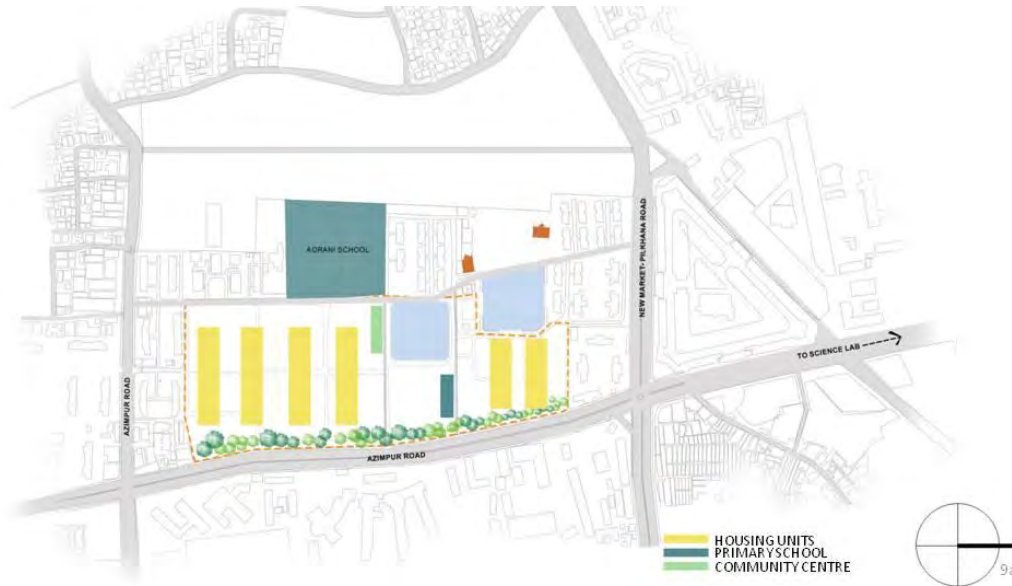 NEW MARKET- PILKHANA ROAD
AGRANI SCHOOL
TO SCIENCE LAB
AZIMPUR ROAD
AZIMPUR ROAD
HOUSING UNITS
PRIMARY SCHOOL
COMMUNITY CENTRE